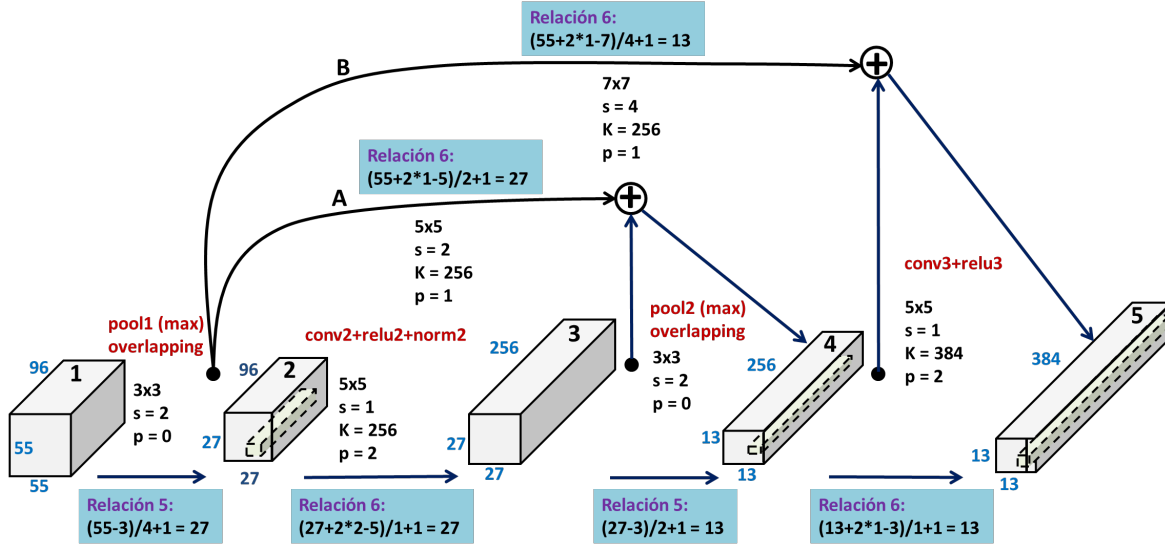 Relación 6:
(55+2*1-7)/4+1 = 13
B
7x7
s = 4
K = 256
p = 1
Relación 6:
(55+2*1-5)/2+1 = 27
A
5x5
s = 2
K = 256
p = 1
+
+
pool1 (max)
overlapping
3x3
s = 2
p = 0
conv2+relu2+norm2
5x5
s = 1
K = 256
p = 2
pool2 (max)
overlapping
3x3
s = 2
p = 0
conv3+relu3
5x5
s = 1
K = 384
p = 2
96
1
55
55
96
2
27
27
256
3
27
27
256
4
13
13
384
5
13
13
Relación 5:
(55-3)/4+1 = 27
Relación 6:
(27+2*2-5)/1+1 = 27
Relación 5:
(27-3)/2+1 = 13
Relación 6:
(13+2*1-3)/1+1 = 13